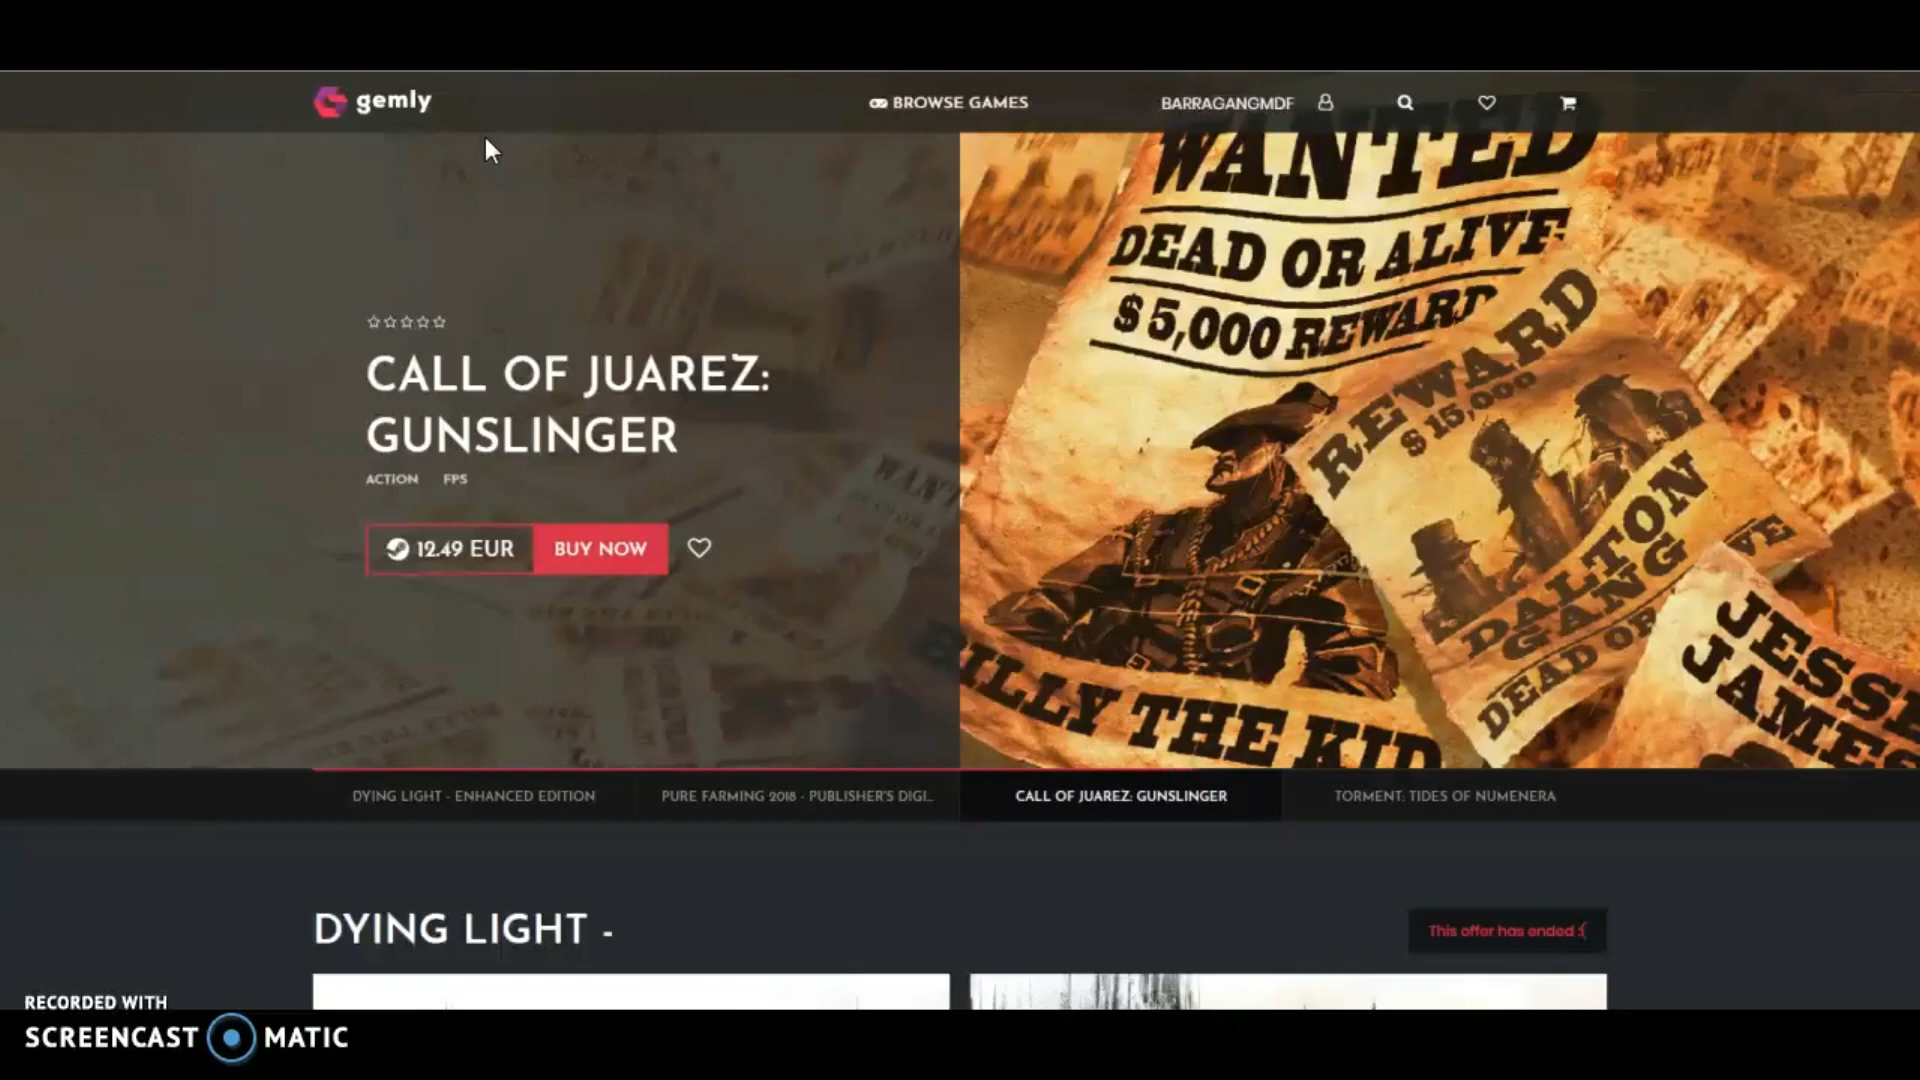 gemly
BROWSE GAMES
BARRAGANGMDF
WANTED
DEAD OR ALIVE
$5,000 REWARD
REWARD
$15,000
DALTON
GANG
DEAD OR
VE
ILLY THE KID
JESSE
JAMES
WANT
CALL OF JUAREZ:
GUNSLINGER
ACTION FPS
12.49 EUR BUY NOW
DYING LIGHT - ENHANCED EDITION
PURE FARMING 2018 - PUBLISHER'S DIGI...
CALL OF JUAREZ: GUNSLINGER
TORMENT: TIDES OF NUMENERA
DYING LIGHT -
This offer has ended :(
RECORDED WITH
SCREENCAST MATIC